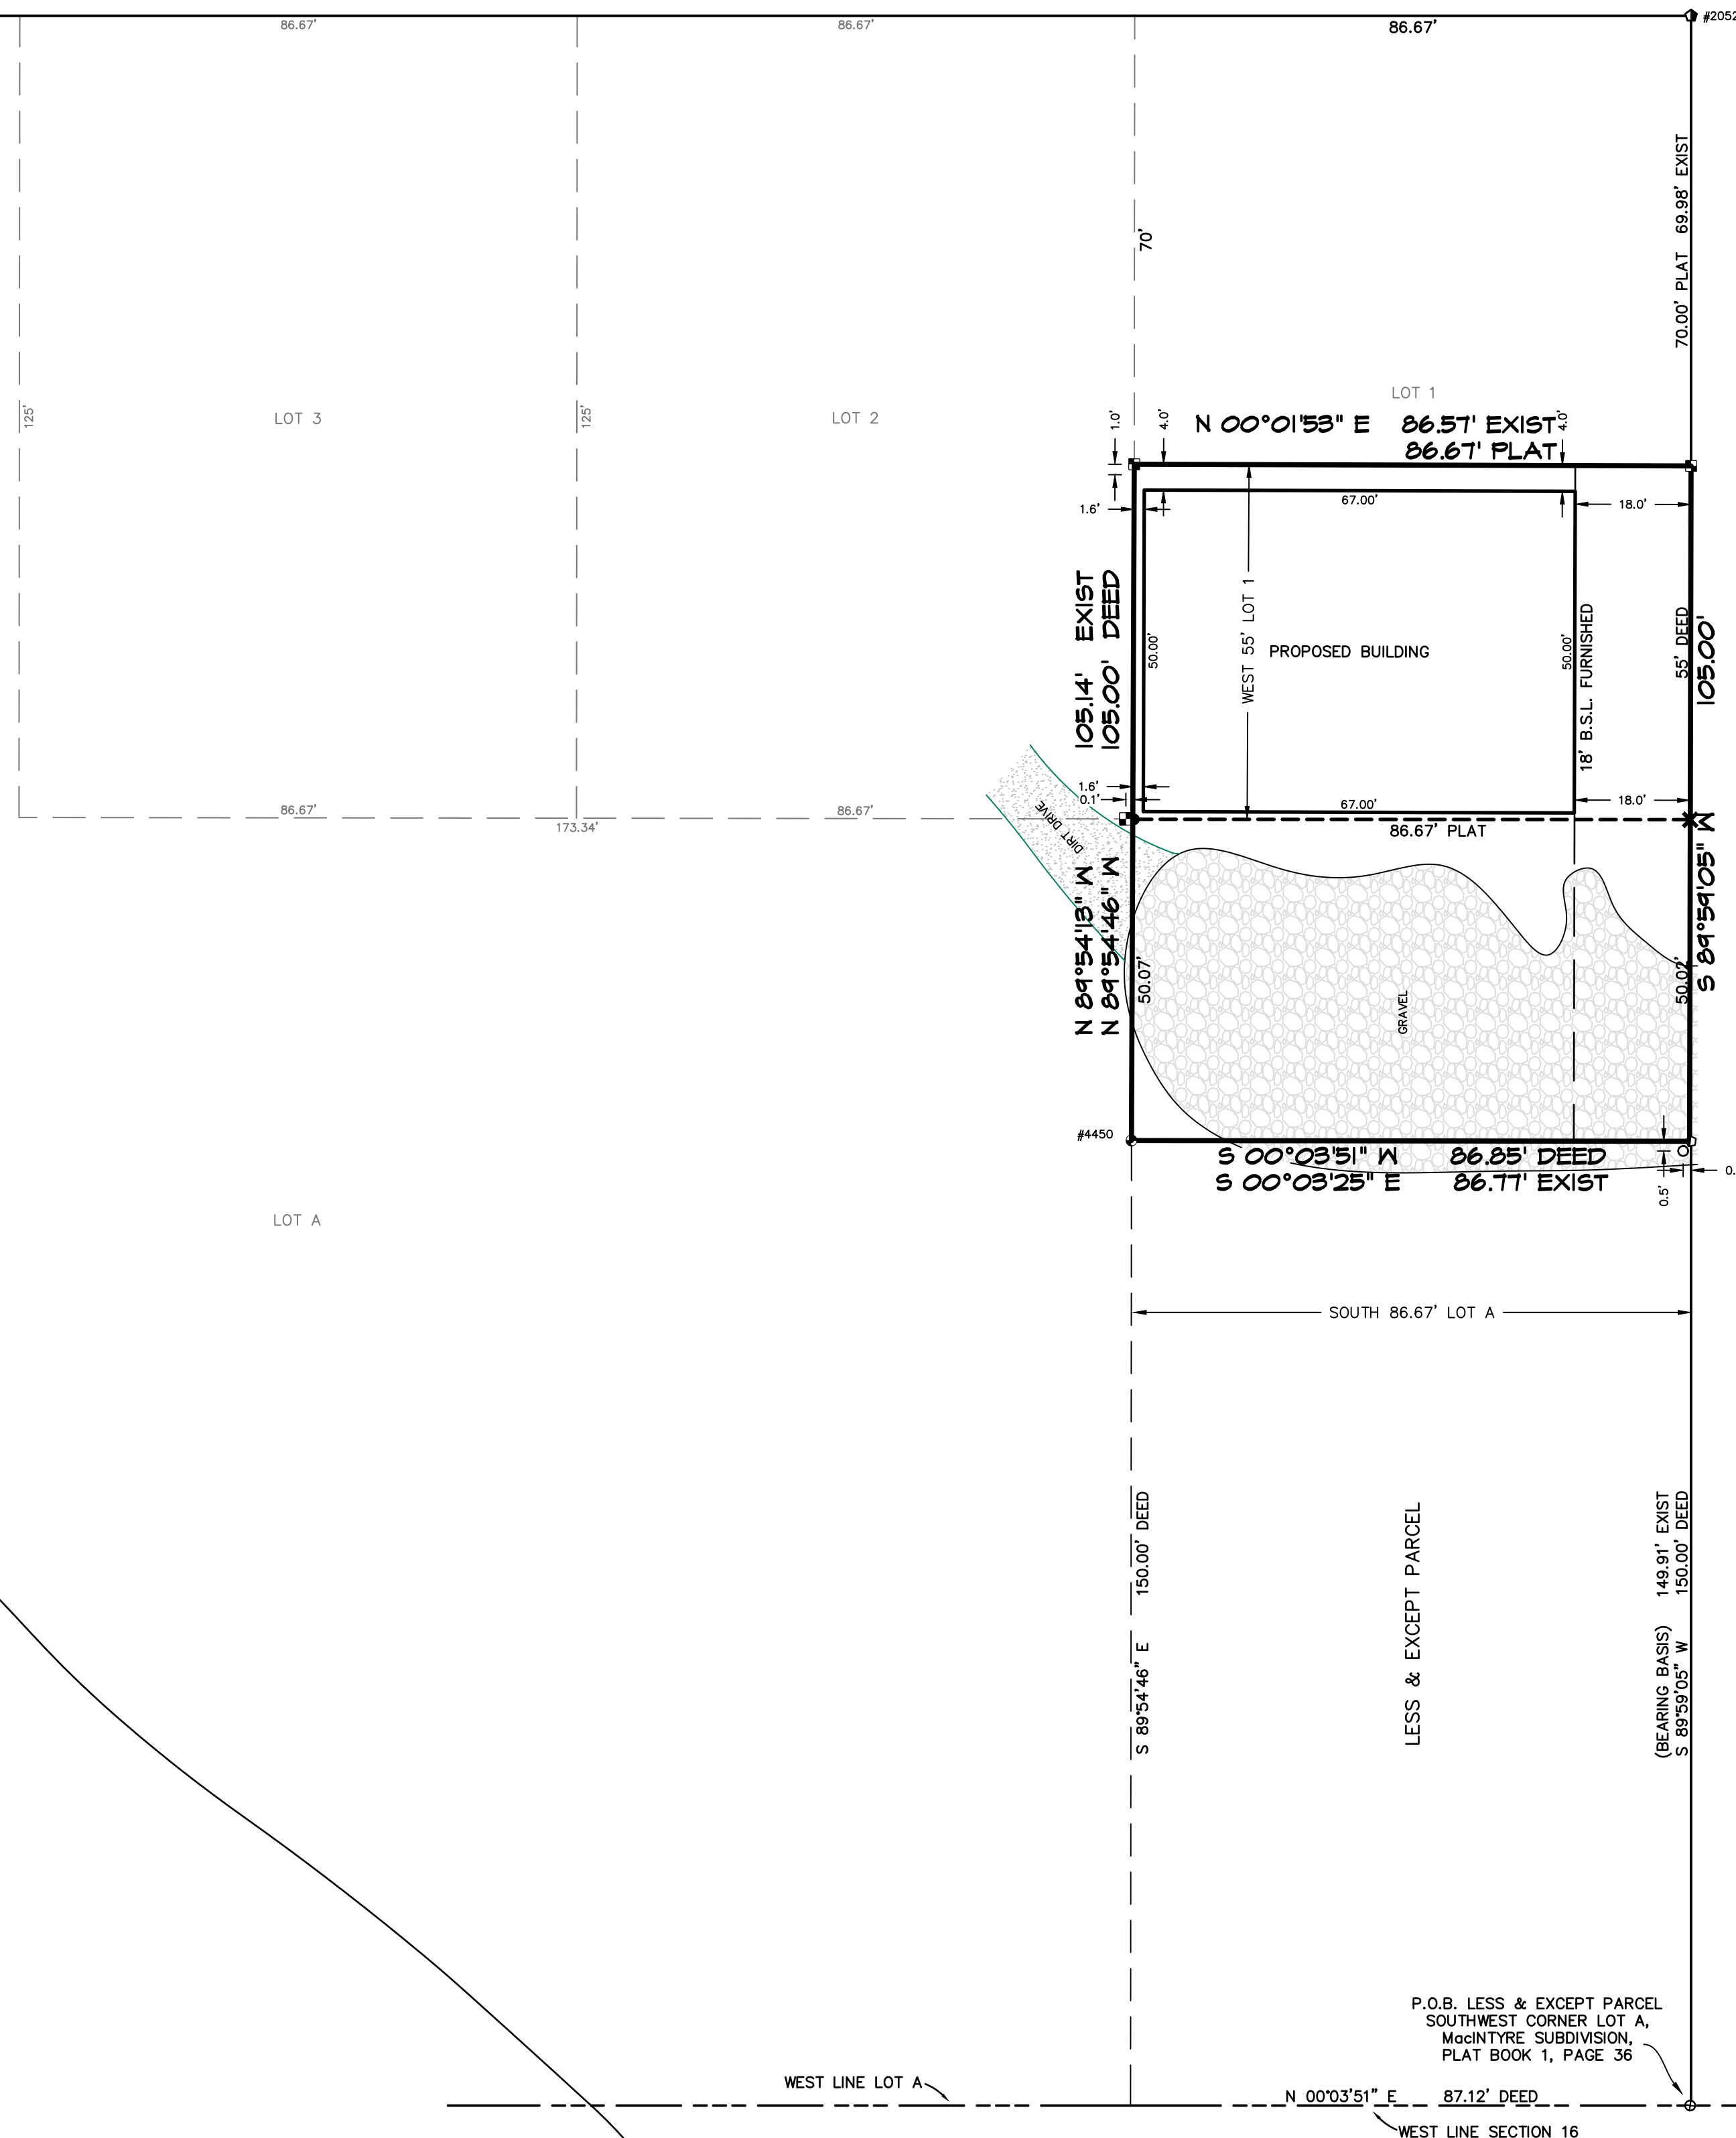 86.67'
86.67'
86.67'
#2052
70'
70.00' PLAT 69.98' EXIST
LOT 1
LOT 3
LOT 2
125'
125'
1.0'
4.0'
N 00°01'53" E 86.57' EXIST
86.67' PLAT
4.0'
67.00'
1.6'
18.0'
105.14' EXIST
105.00' DEED
50.00'
WEST 55' LOT 1
PROPOSED BUILDING
50.00'
18' B.S.L. FURNISHED
55' DEED
105.00'
1.6'
0.1'
67.00'
18.0'
86.67'
173.34'
86.67'
86.67' PLAT
DIRT DRIVE
N 89°54'13" W
N 89°54'46" W
50.07'
GRAVEL
50.02'
S 89°59'05" W
#4450
S 00°03'51" W 86.85' DEED
S 00°03'25" E 86.77' EXIST
0.5'
0.
LOT A
SOUTH 86.67' LOT A
S 89°54'46" E 150.00' DEED
LESS & EXCEPT PARCEL
(BEARING BASIS) 149.91' EXIST
S 89°59'05" W 150.00' DEED
P.O.B. LESS & EXCEPT PARCEL
SOUTHWEST CORNER LOT A,
MacINTYRE SUBDIVISION,
PLAT BOOK 1, PAGE 36
WEST LINE LOT A
N 00°03'51" E 87.12' DEED
WEST LINE SECTION 16